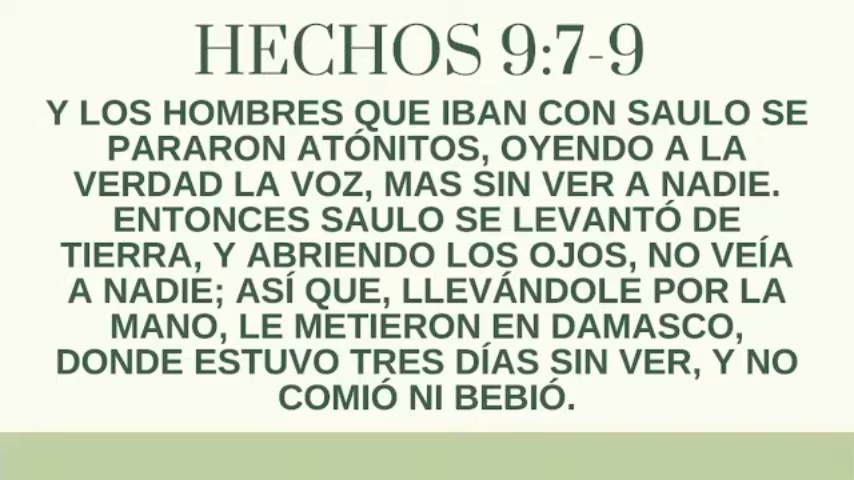 HECHOS 9:7-9
Y LOS HOMBRES QUE IBAN CON SAULO SE
PARARON ATÓNITOS, OYENDO A LA
VERDAD LA VOZ, MAS SIN VER A NADIE.
ENTONCES SAULO SE LEVANTÓ DE
TIERRA, Y ABRIENDO LOS OJOS, NO VEÍA
A NADIE; ASÍ QUE, LLEVÁNDOLE POR LA
MANO, LE METIERON EN DAMASCO,
DONDE ESTUVO TRES DÍAS SIN VER, Y NO
COMIÓ NI BEBIÓ.